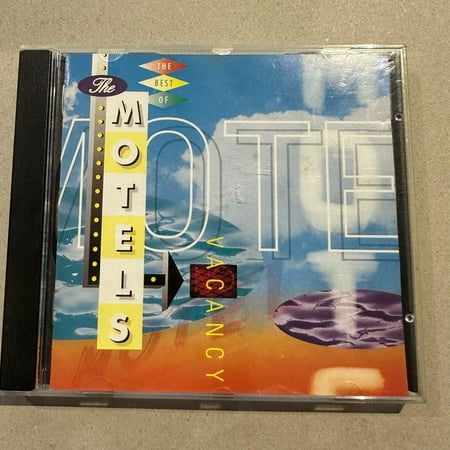 THE
BEST
OF
The
MOTELS
MOTE
VACANCY